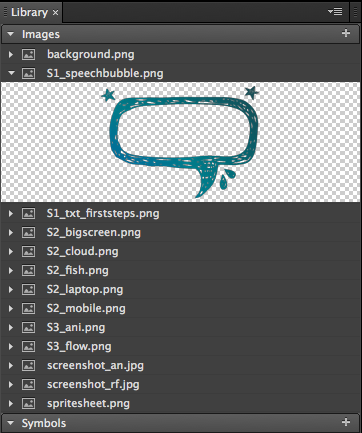 Library ×
Images +
background.png
S1_speechbubble.png
S1_txt_firststeps.png
S2_bigscreen.png
S2_cloud.png
S2_fish.png
S2_laptop.png
S2_mobile.png
S3_ani.png
S3_flow.png
screenshot_an.jpg
screenshot_rf.jpg
spritesheet.png
Symbols +